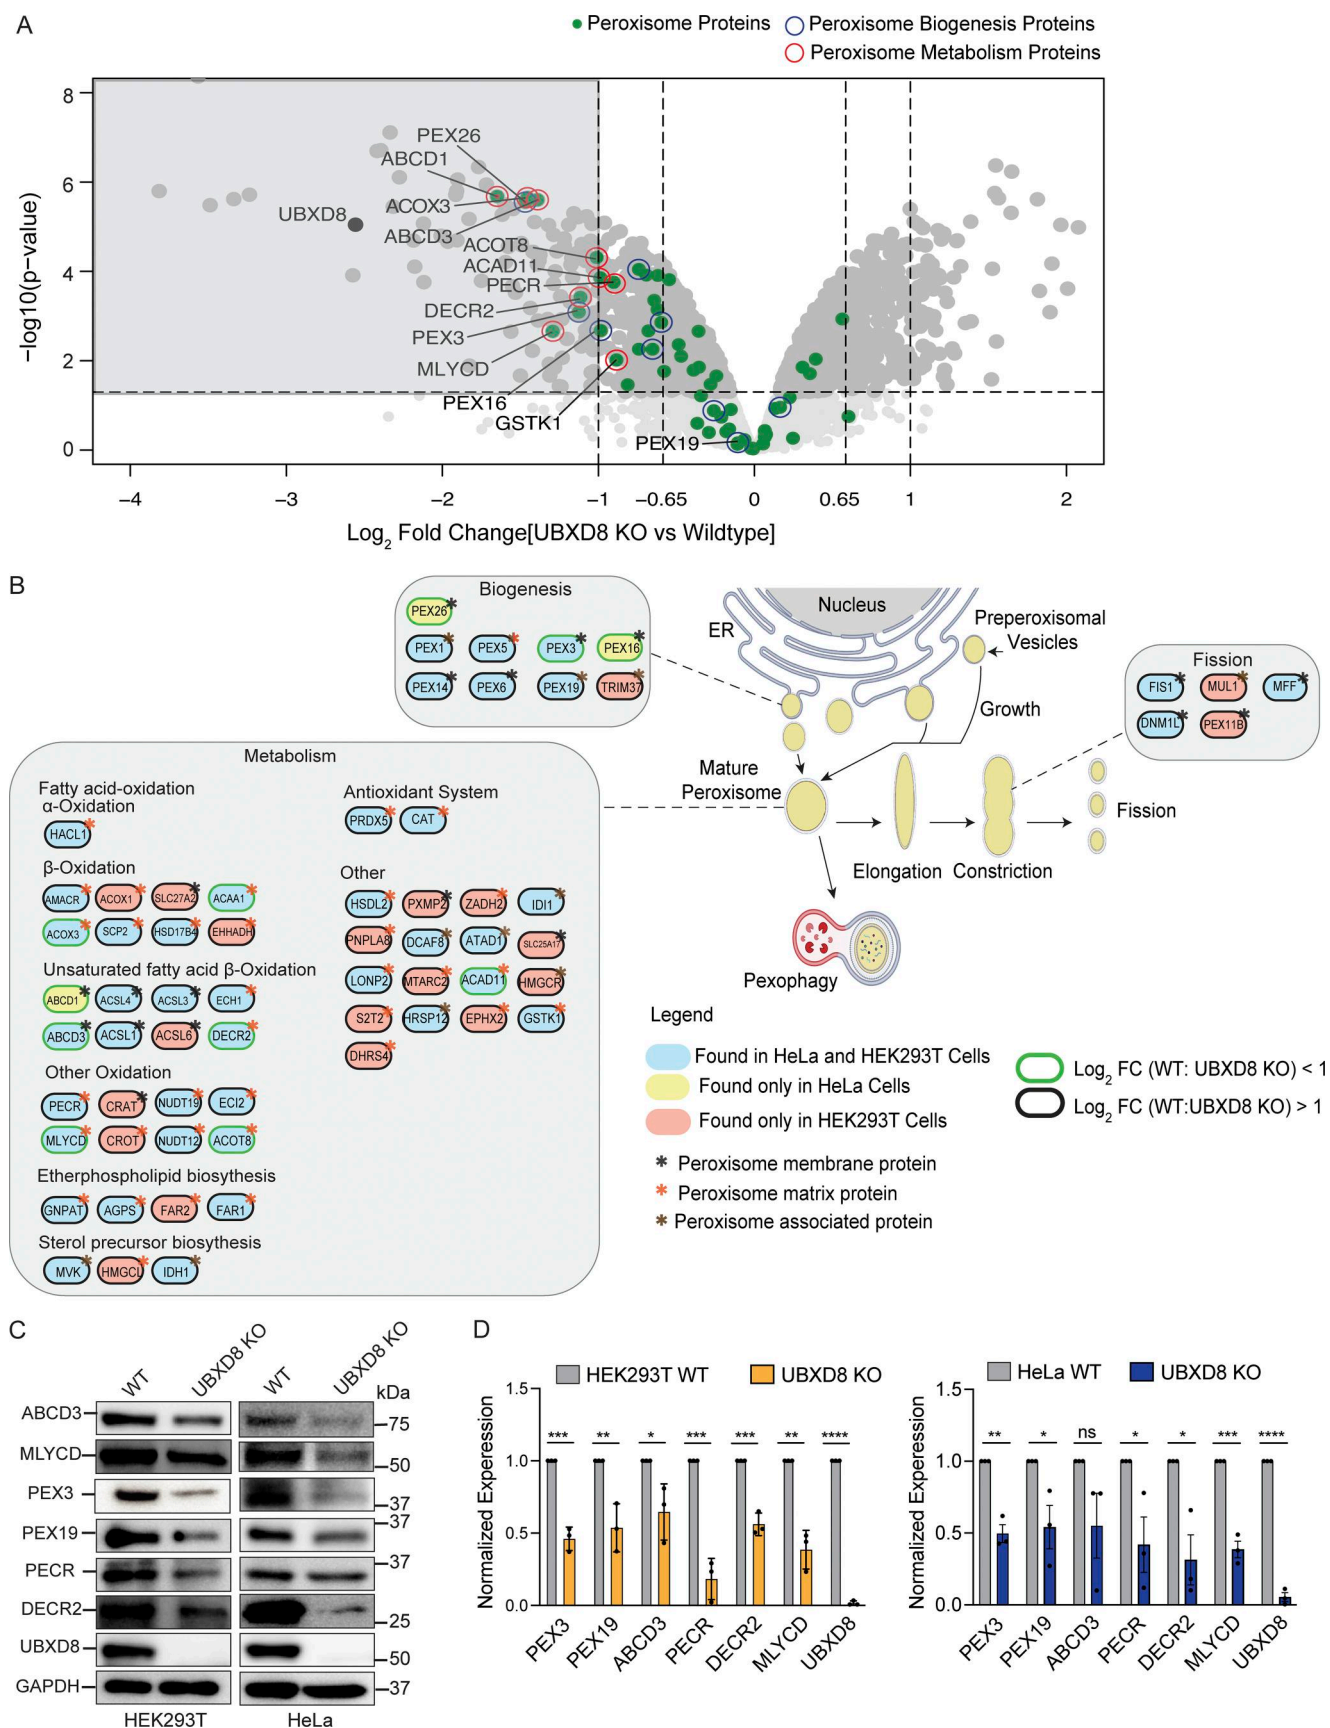 A
Peroxisome Proteins
Peroxisome Biogenesis Proteins
Peroxisome Metabolism Proteins
8
6
4
2
0
−log10(p−value)
PEX26
ABCD1
UBXD8
ACOX3
ABCD3
ACOT8
ACAD11
PECR
DECR2
PEX3
MLYCD
PEX16
GSTK1
PEX19
−4 −3 −2 −1 −0.65 0 0.65 1 2
Log2 Fold Change[UBXD8 KO vs Wildtype]
B
Biogenesis
PEX26
PEX1 PEX5 PEX3 PEX16
PEX14 PEX6 PEX19 TRIM37
Nucleus
ER
Preperoxisomal
Vesicles
Growth
Mature
Peroxisome
Elongation Constriction
Fission
Pexophagy
Fission
FIS1 MUL1 MFF
DNM1L PEX11B
Metabolism
Fatty acid-oxidation
α-Oxidation
HACL1
β-Oxidation
AMACR ACOX1 SLC27A2 ACAA1
ACOX3 SCP2 HSD17B4 EHHADH
Unsaturated fatty acid β-Oxidation
ABCD1 ACSL4 ACSL3 ECH1
ABCD3 ACSL1 ACSL6 DECR2
Other Oxidation
PECR CRAT NUDT19 ECI2
MLYCD CROT NUDT12 ACOT8
Etherphospholipid biosythesis
GNPAT AGPS FAR2 FAR1
Sterol precursor biosythesis
MVK HMGCL IDH1
Antioxidant System
PRDX5 CAT
Other
HSDL2 PXMP2 ZADH2 IDI1
PNPLA8 DCAF8 ATAD1 SLC25A17
LONP2 MTARC2 ACAD11 HMGCR
S2T2 HRSP12 EPHX2 GSTK1
DHRS4
Legend
Found in HeLa and HEK293T Cells
Found only in HeLa Cells
Found only in HEK293T Cells
* Peroxisome membrane protein
* Peroxisome matrix protein
* Peroxisome associated protein
Log2 FC (WT: UBXD8 KO) < 1
Log2 FC (WT:UBXD8 KO) > 1
C
WT UBXD8 KO WT UBXD8 KO
kDa
ABCD3 75
MLYCD 50
PEX3 37
PEX19 37
PECR 37
DECR2 25
UBXD8 50
GAPDH 37
HEK293T HeLa
D
HEK293T WT UBXD8 KO
1.5
1.0
0.5
0.0
Normalized Experession
*** ** * *** *** ** ****
PEX3 PEX19 ABCD3 PECR DECR2 MLYCD UBXD8
HeLa WT UBXD8 KO
1.5
1.0
0.5
0.0
Normalized Experession
** * ns * * *** ****
PEX3 PEX19 ABCD3 PECR DECR2 MLYCD UBXD8